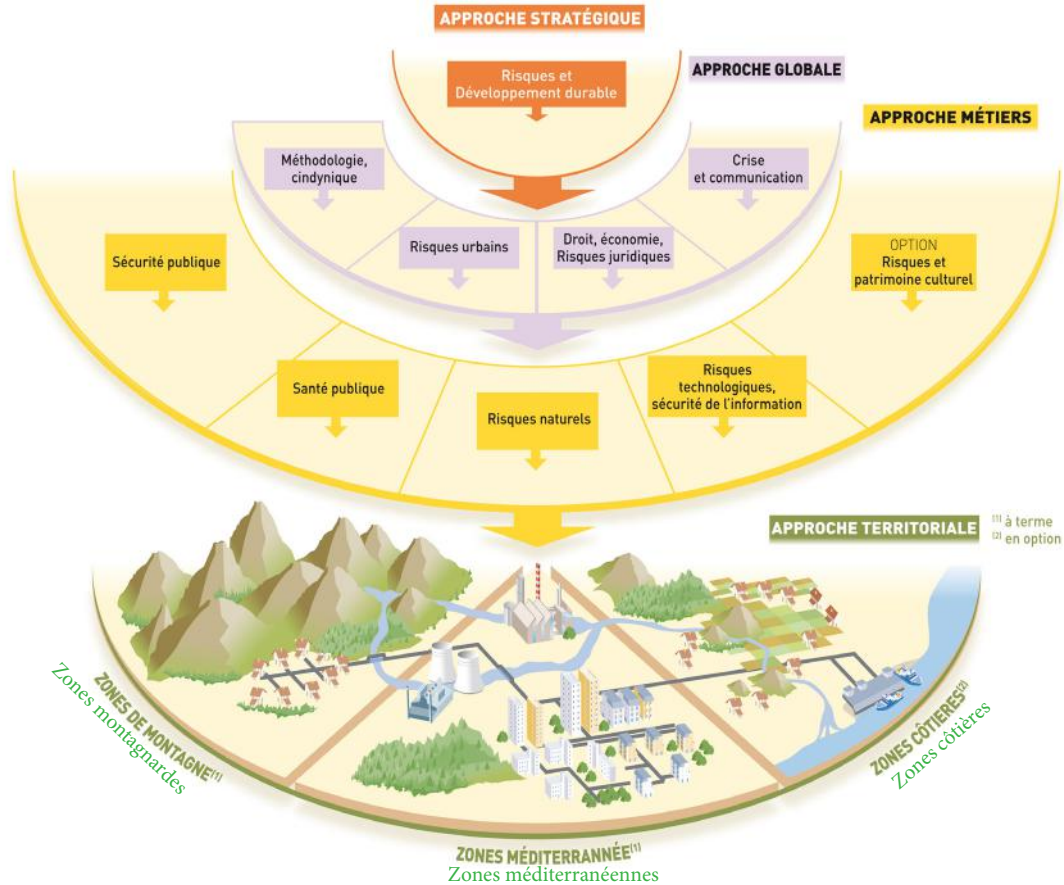 APPROCHE STRATÉGIQUE
Risques et
Développement durable
APPROCHE GLOBALE
Méthodologie,
cindynique
Risques urbains
Droit, économie,
Risques juridiques
Crise
et communication
APPROCHE MÉTIERS
Sécurité publique
Santé publique
Risques naturels
Risques
technologiques,
sécurité de l'information
OPTION
Risques et
patrimoine culturel
APPROCHE TERRITORIALE
(1) à terme
(2) en option
ZONES DE MONTAGNE(1)
Zones montagnardes
ZONES MÉDITERRANNÉE(1)
Zones méditerranéennes
ZONES CÔTIÈRES(2)
Zones côtières